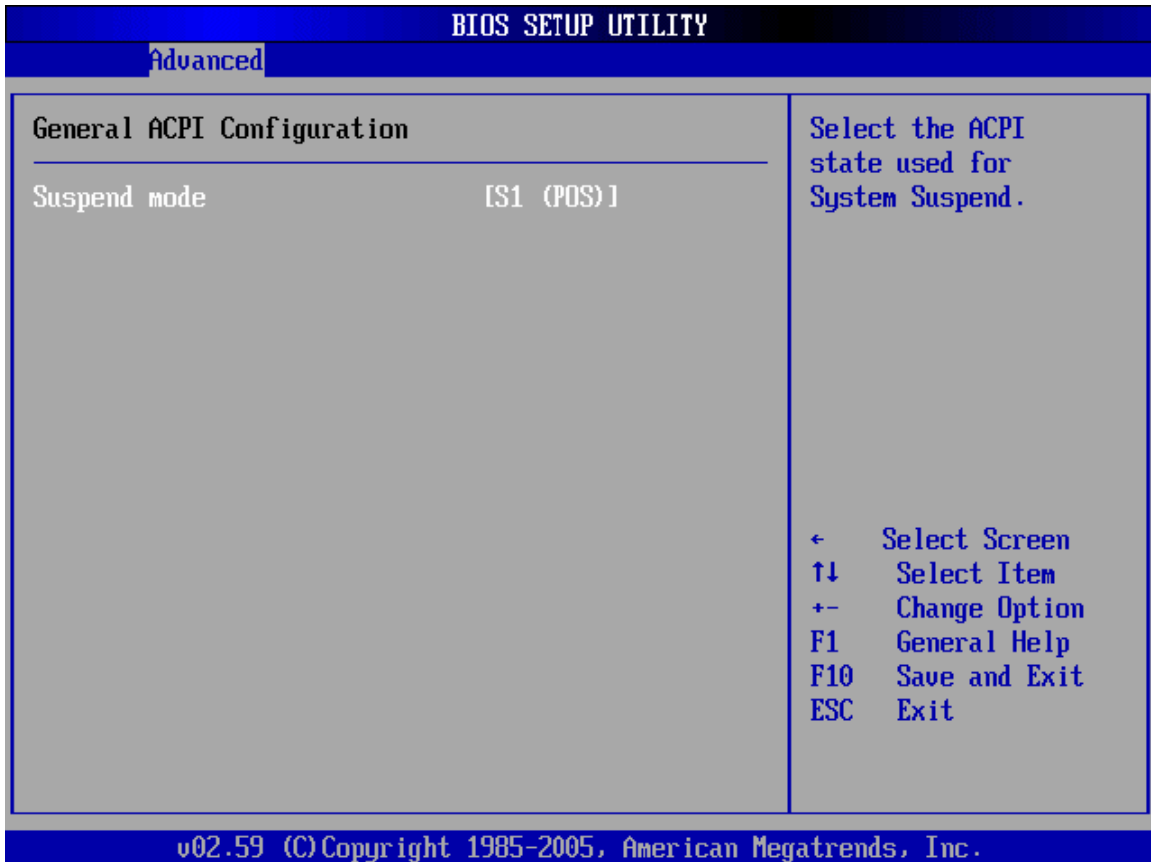 BIOS SETUP UTILITY
Advanced
General ACPI Configuration
Suspend mode [S1 (POS)]
Select the ACPI
state used for
System Suspend.
← Select Screen
↑↓ Select Item
+- Change Option
F1 General Help
F10 Save and Exit
ESC Exit
v02.59 (C)Copyright 1985-2005, American Megatrends, Inc.